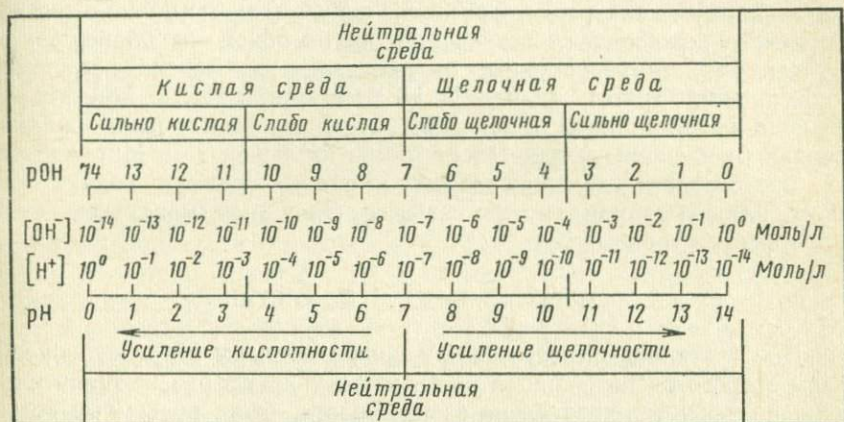 Нейтральная
среда
Кислая среда Щелочная среда
Сильно кислая Слабо кислая Слабо щелочная Сильно щелочная
pOH 14 13 12 11 10 9 8 7 6 5 4 3 2 1 0
[OH⁻] 10⁻¹⁴ 10⁻¹³ 10⁻¹² 10⁻¹¹ 10⁻¹⁰ 10⁻⁹ 10⁻⁸ 10⁻⁷ 10⁻⁶ 10⁻⁵ 10⁻⁴ 10⁻³ 10⁻² 10⁻¹ 10⁰ Моль/л
[H⁺] 10⁰ 10⁻¹ 10⁻² 10⁻³ 10⁻⁴ 10⁻⁵ 10⁻⁶ 10⁻⁷ 10⁻⁸ 10⁻⁹ 10⁻¹⁰ 10⁻¹¹ 10⁻¹² 10⁻¹³ 10⁻¹⁴ Моль/л
pH 0 1 2 3 4 5 6 7 8 9 10 11 12 13 14
Усиление кислотности Усиление щелочности
Нейтральная
среда